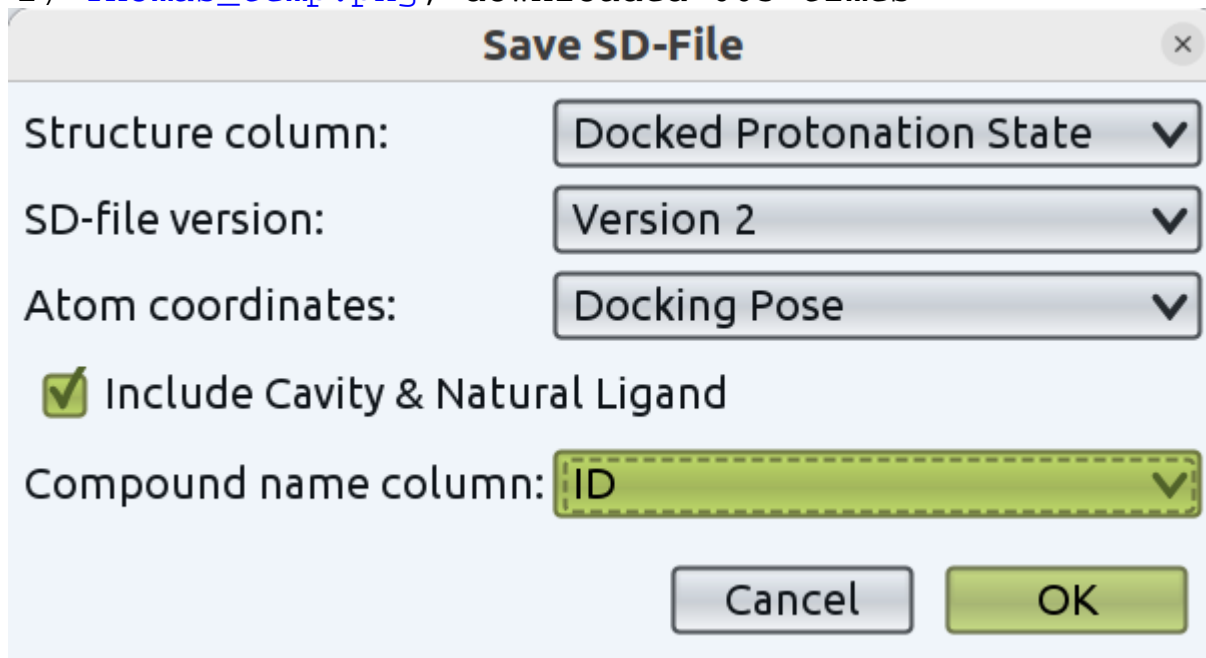 Save SD-File
Structure column: Docked Protonation State
SD-file version: Version 2
Atom coordinates: Docking Pose
Include Cavity & Natural Ligand
Compound name column: ID
Cancel OK